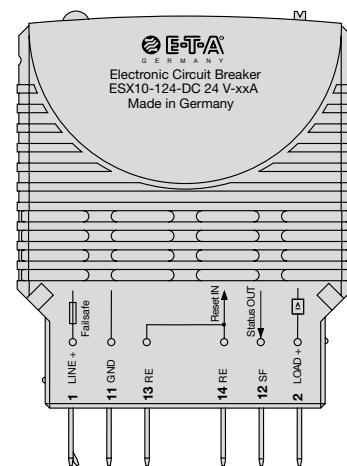 E-T-A®
GERMANY
Electronic Circuit Breaker
ESX10-124-DC 24 V-xxA
Made in Germany
Failsafe
Reset IN
Status OUT
I>
1 LINE +
11 GND
13 RE
14 RE
12 SF
2 LOAD +